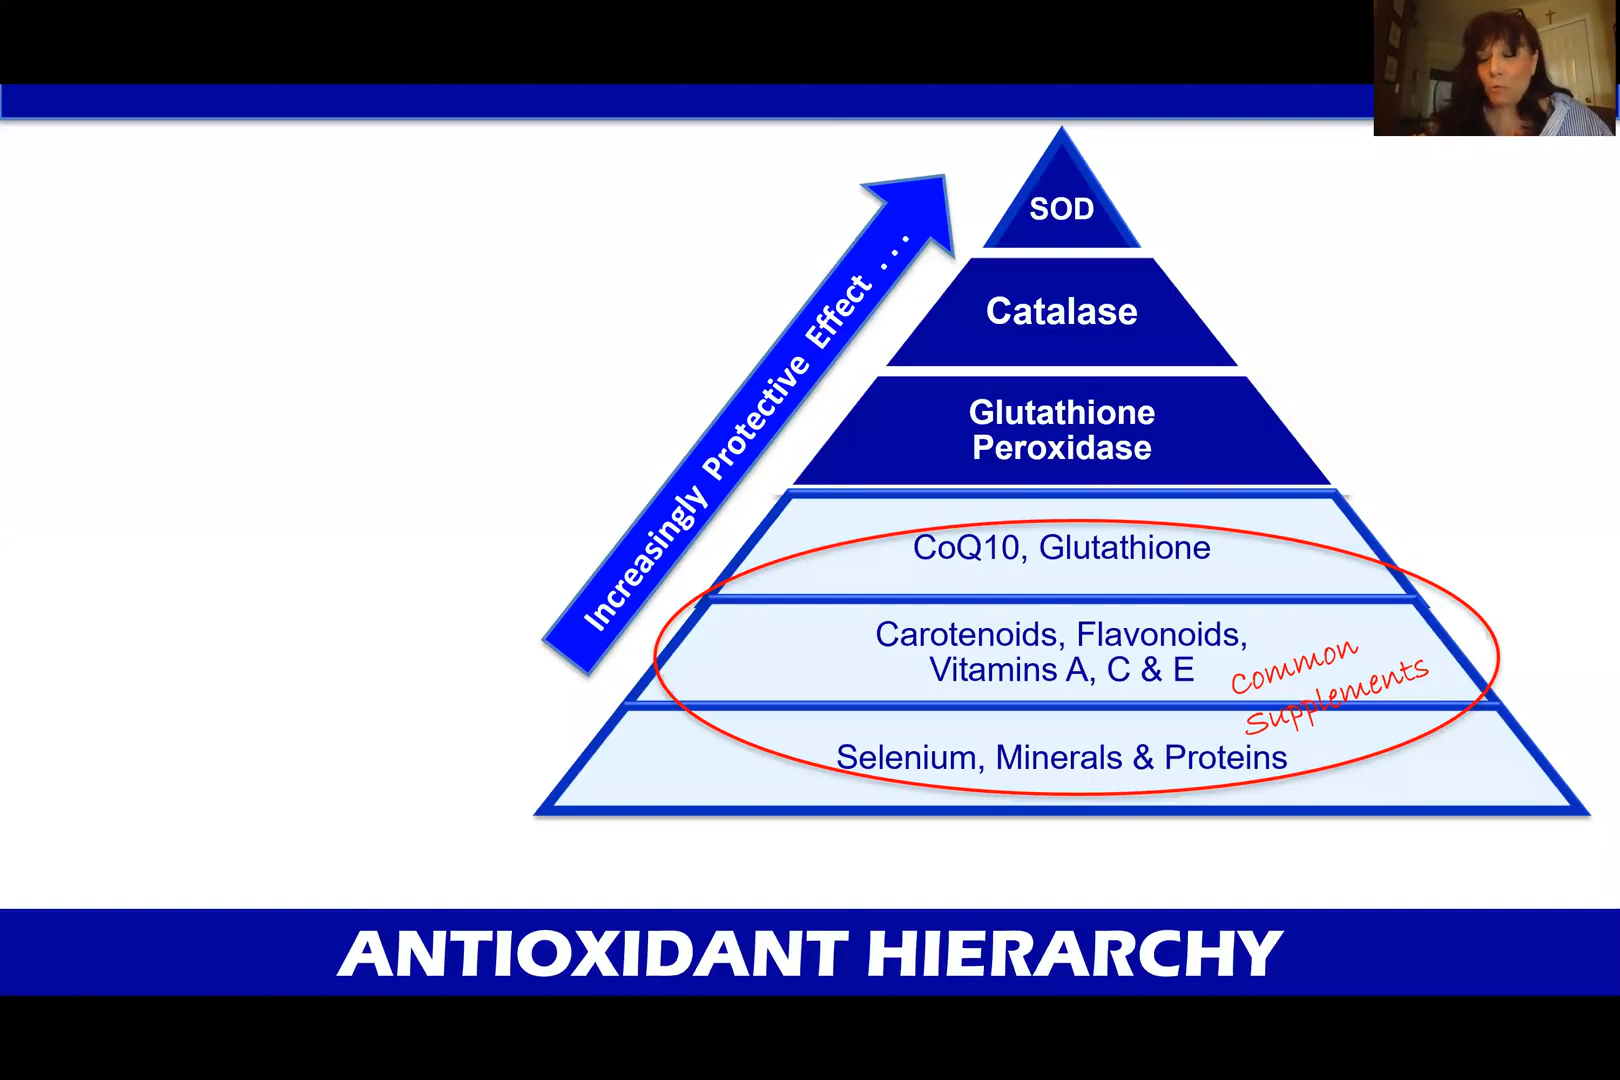 SOD
Catalase
Glutathione
Peroxidase
Increasingly Protective Effect . . .
CoQ10, Glutathione
Carotenoids, Flavonoids,
Vitamins A, C & E
Common
Supplements
Selenium, Minerals & Proteins
ANTIOXIDANT HIERARCHY